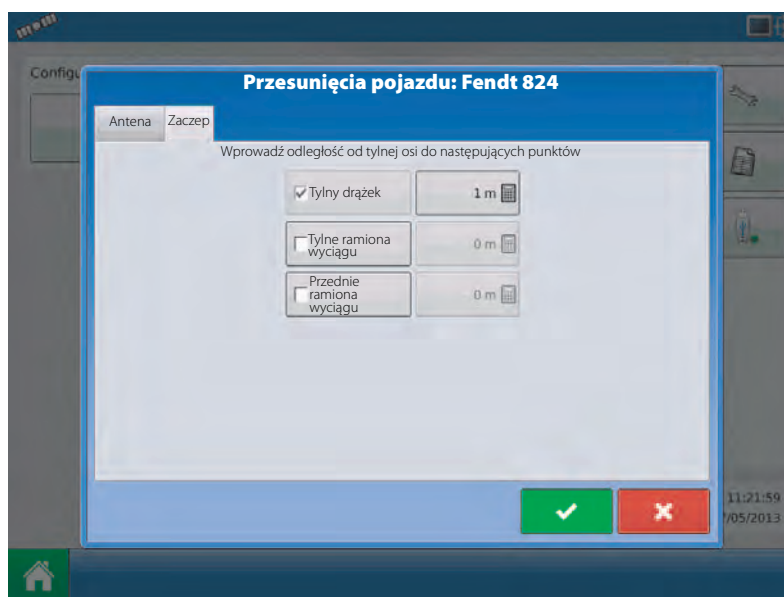 Configu
Przesunięcia pojazdu: Fendt 824
Antena
Zaczep
Wprowadź odległość od tylnej osi do następujących punktów
Tylny drążek
1 m
Tylne ramiona
wyciągu
0 m
Przednie
ramiona
wyciągu
0 m
11:21:59
/05/2013